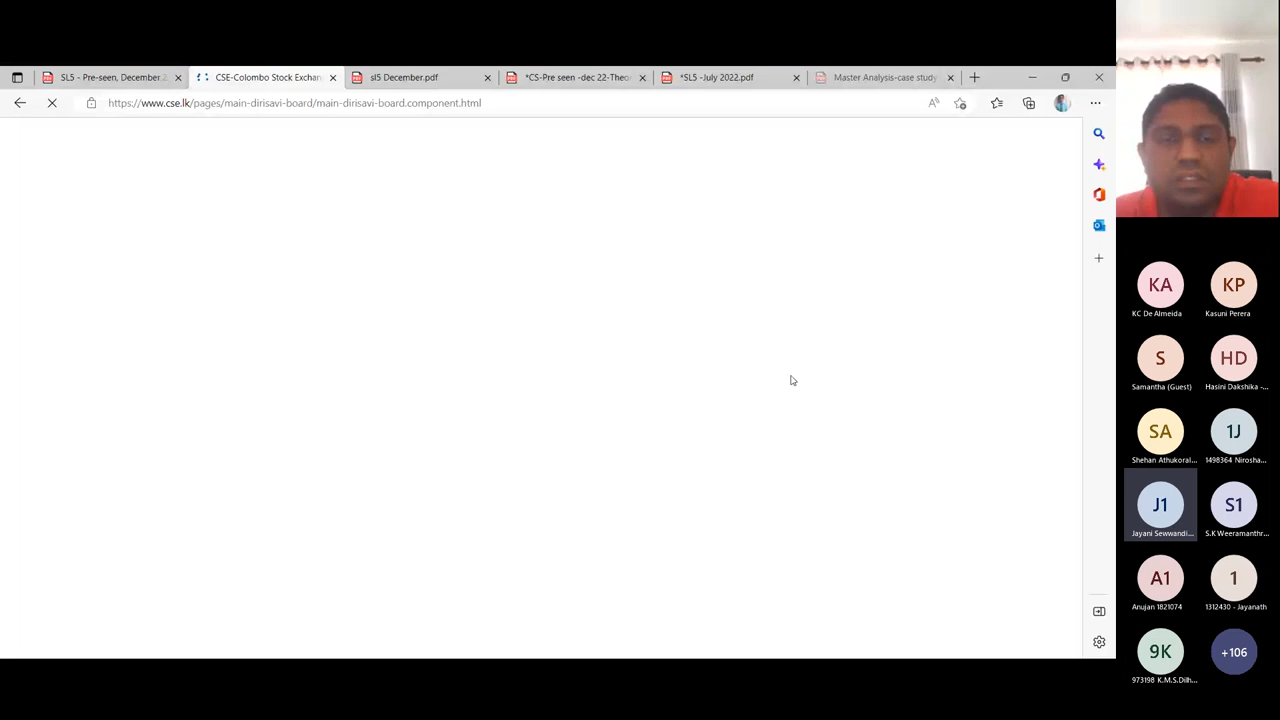 SL5 - Pre-seen, December.2
CSE-Colombo Stock Exchan
sl5 December.pdf
*CS-Pre seen -dec 22-Theor
*SL5 -July 2022.pdf
Master Analysis-case study
https://www.cse.lk/pages/main-dirisavi-board/main-dirisavi-board.component.html
KA
KP
KC De Almeida
Kasuni Perera
S
HD
Samantha (Guest)
Hasini Dakshika -...
SA
1J
Shehan Athukoral...
1498364 Nirosha...
J1
S1
Jayani Sewwandi...
S.K Weeramanthr...
A1
1
Anujan 1821074
1312430 - Jayanath
9K
+106
973198 K.M.S.Dilh...